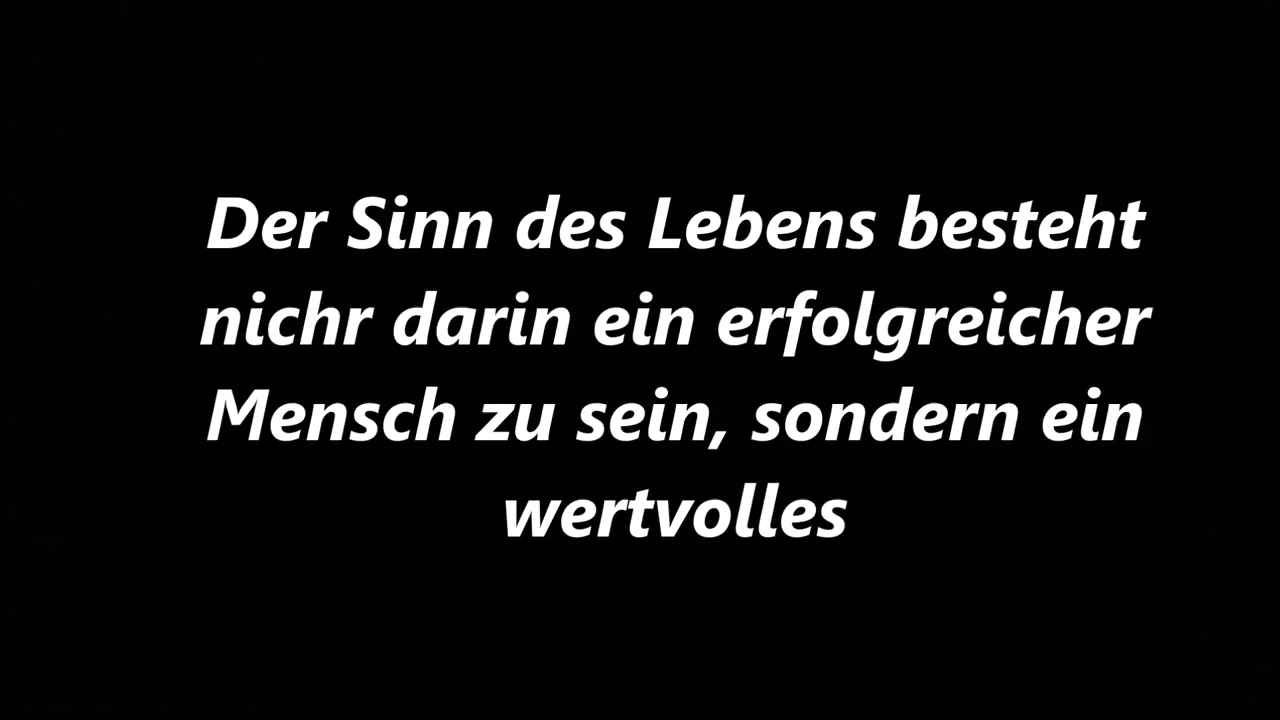 Der Sinn des Lebens besteht
nichr darin ein erfolgreicher
Mensch zu sein, sondern ein
wertvolles